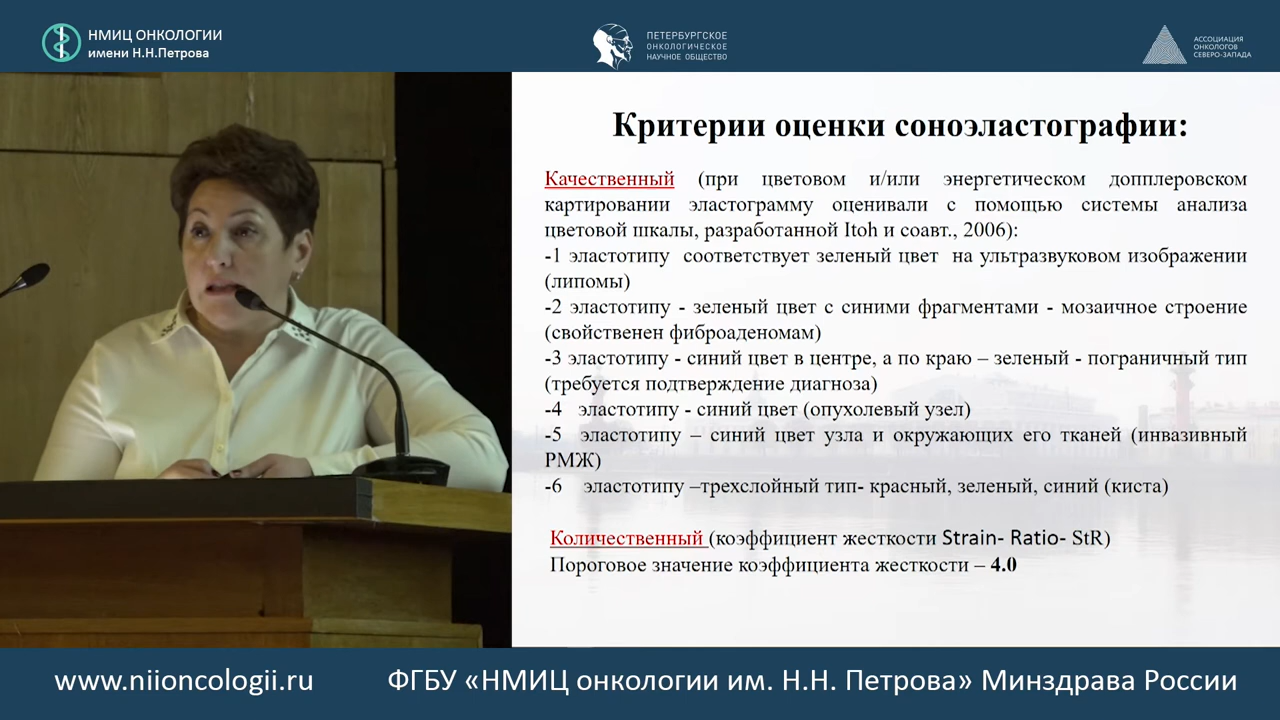 НМИЦ ОНКОЛОГИИ
имени Н.Н.Петрова
ПЕТЕРБУРГСКОЕ
ОНКОЛОГИЧЕСКОЕ
НАУЧНОЕ ОБЩЕСТВО
АССОЦИАЦИЯ
ОНКОЛОГОВ
СЕВЕРО-ЗАПАДА
Критерии оценки соноэластографии:
Качественный (при цветовом и/или энергетическом допплеровском
картировании эластограмму оценивали с помощью системы анализа
цветовой шкалы, разработанной Itoh и соавт., 2006):
-1 эластотипу соответствует зеленый цвет на ультразвуковом изображении
(липомы)
-2 эластотипу - зеленый цвет с синими фрагментами - мозаичное строение
(свойственен фиброаденомам)
-3 эластотипу - синий цвет в центре, а по краю – зеленый - пограничный тип
(требуется подтверждение диагноза)
-4 эластотипу - синий цвет (опухолевый узел)
-5 эластотипу – синий цвет узла и окружающих его тканей (инвазивный
РМЖ)
-6 эластотипу –трехслойный тип- красный, зеленый, синий (киста)
Количественный (коэффициент жесткости Strain- Ratio- StR)
Пороговое значение коэффициента жесткости – 4.0
www.niioncologii.ru
ФГБУ «НМИЦ онкологии им. Н.Н. Петрова» Минздрава России